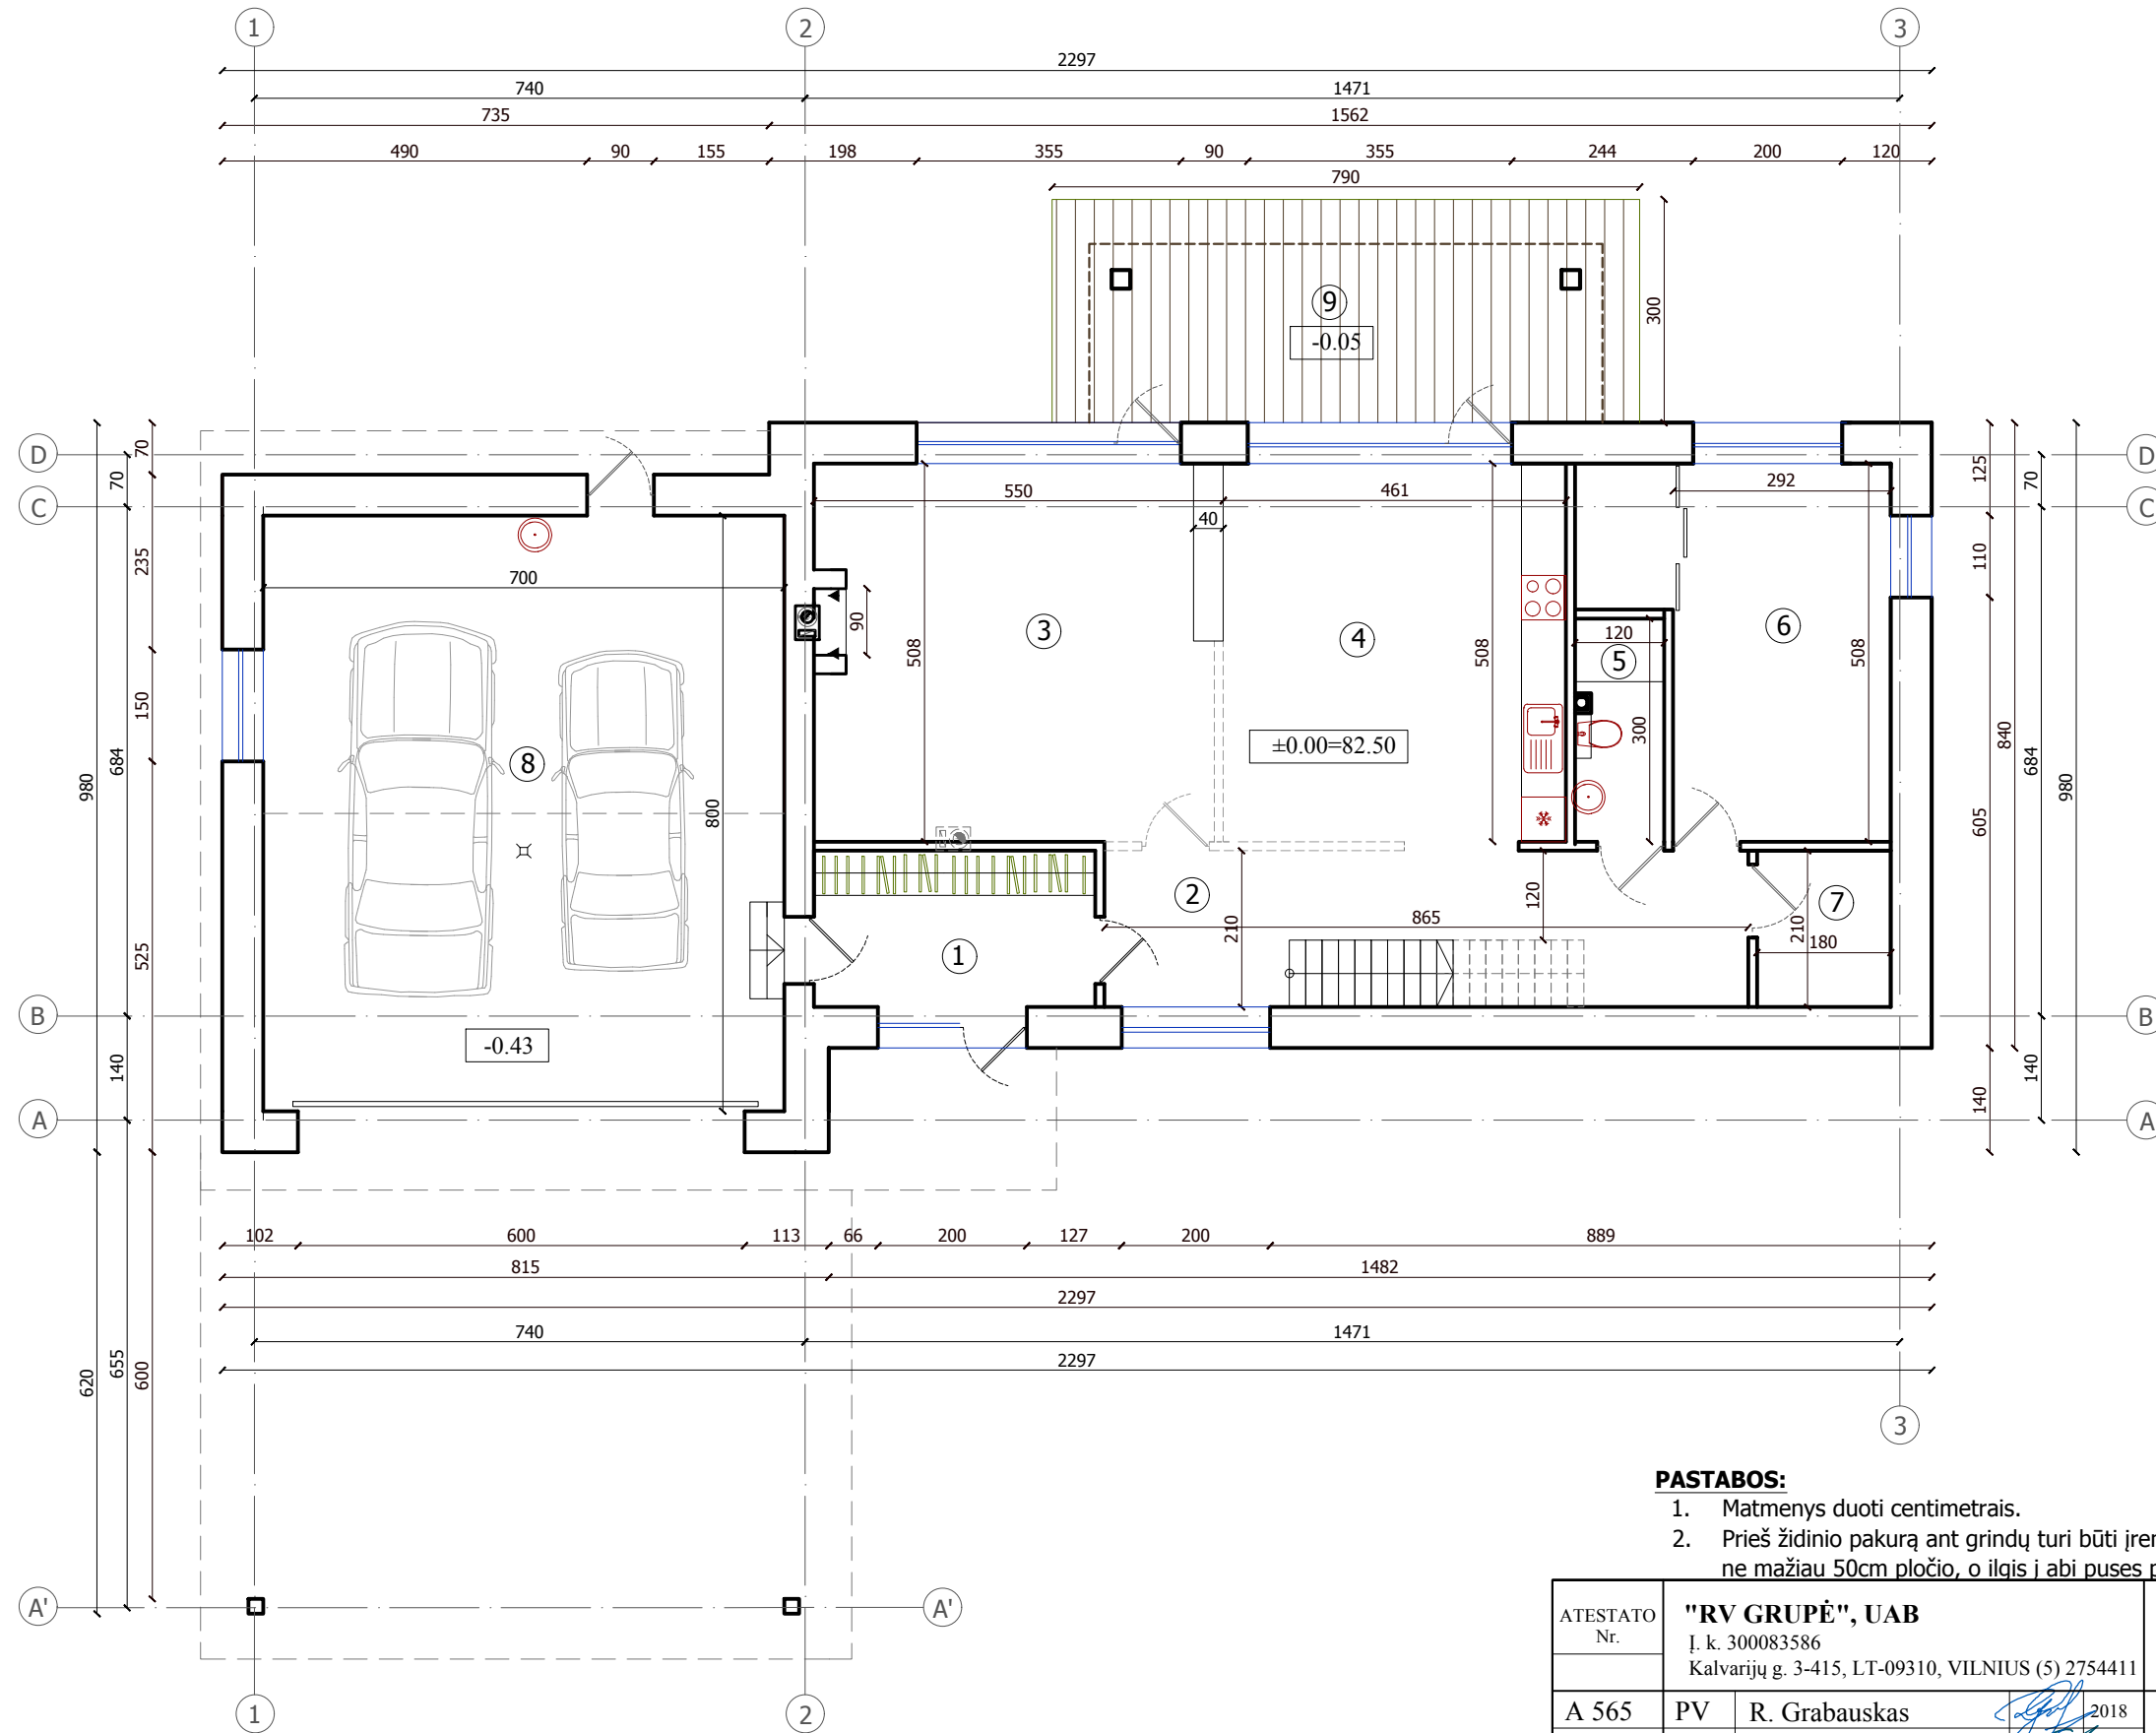 1 2 3
2297
740 1471
735 1562
490 90 155 198 355 90 355 244 200 120
790
300
9
-0.05
D D
C C
70 70 235 150 525 140 684 980
125 110 605 140 70 684 140 840 980
550 461 292
40
700
90
508 508 508
3 4 5 6
120
300
±0.00=82.50
8
800
2 7
1
210 865 120 210 180
-0.43
B B
A A
102 600 113 66 200 127 200 889
815 1482
2297
740 1471
2297
620 655 600
3
A' A'
1 2
PASTABOS:
1. Matmenys duoti centimetrais.
2. Prieš židinio pakurą ant grindų turi būti
ne mažiau 50cm pločio, o ilgis į abi puses
ATESTATO
Nr.
"RV GRUPĖ", UAB
Į. k. 300083586
Kalvarijų g. 3-415, LT-09310, VILNIUS (5) 2754411
A 565 PV R. Grabauskas 2018